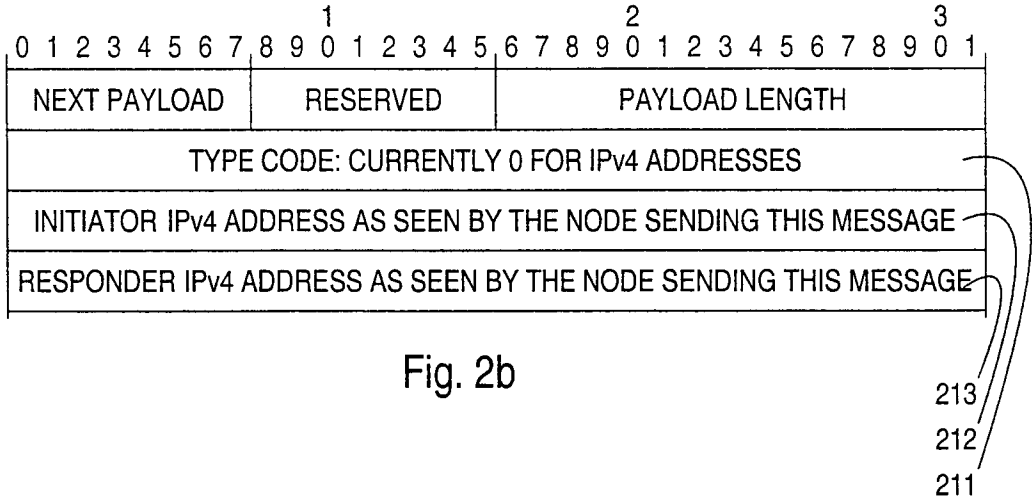 1 2 3
0 1 2 3 4 5 6 7 8 9 0 1 2 3 4 5 6 7 8 9 0 1 2 3 4 5 6 7 8 9 0 1
NEXT PAYLOAD RESERVED PAYLOAD LENGTH
TYPE CODE: CURRENTLY 0 FOR IPv4 ADDRESSES
INITIATOR IPv4 ADDRESS AS SEEN BY THE NODE SENDING THIS MESSAGE
RESPONDER IPv4 ADDRESS AS SEEN BY THE NODE SENDING THIS MESSAGE
Fig. 2b
213
212
211